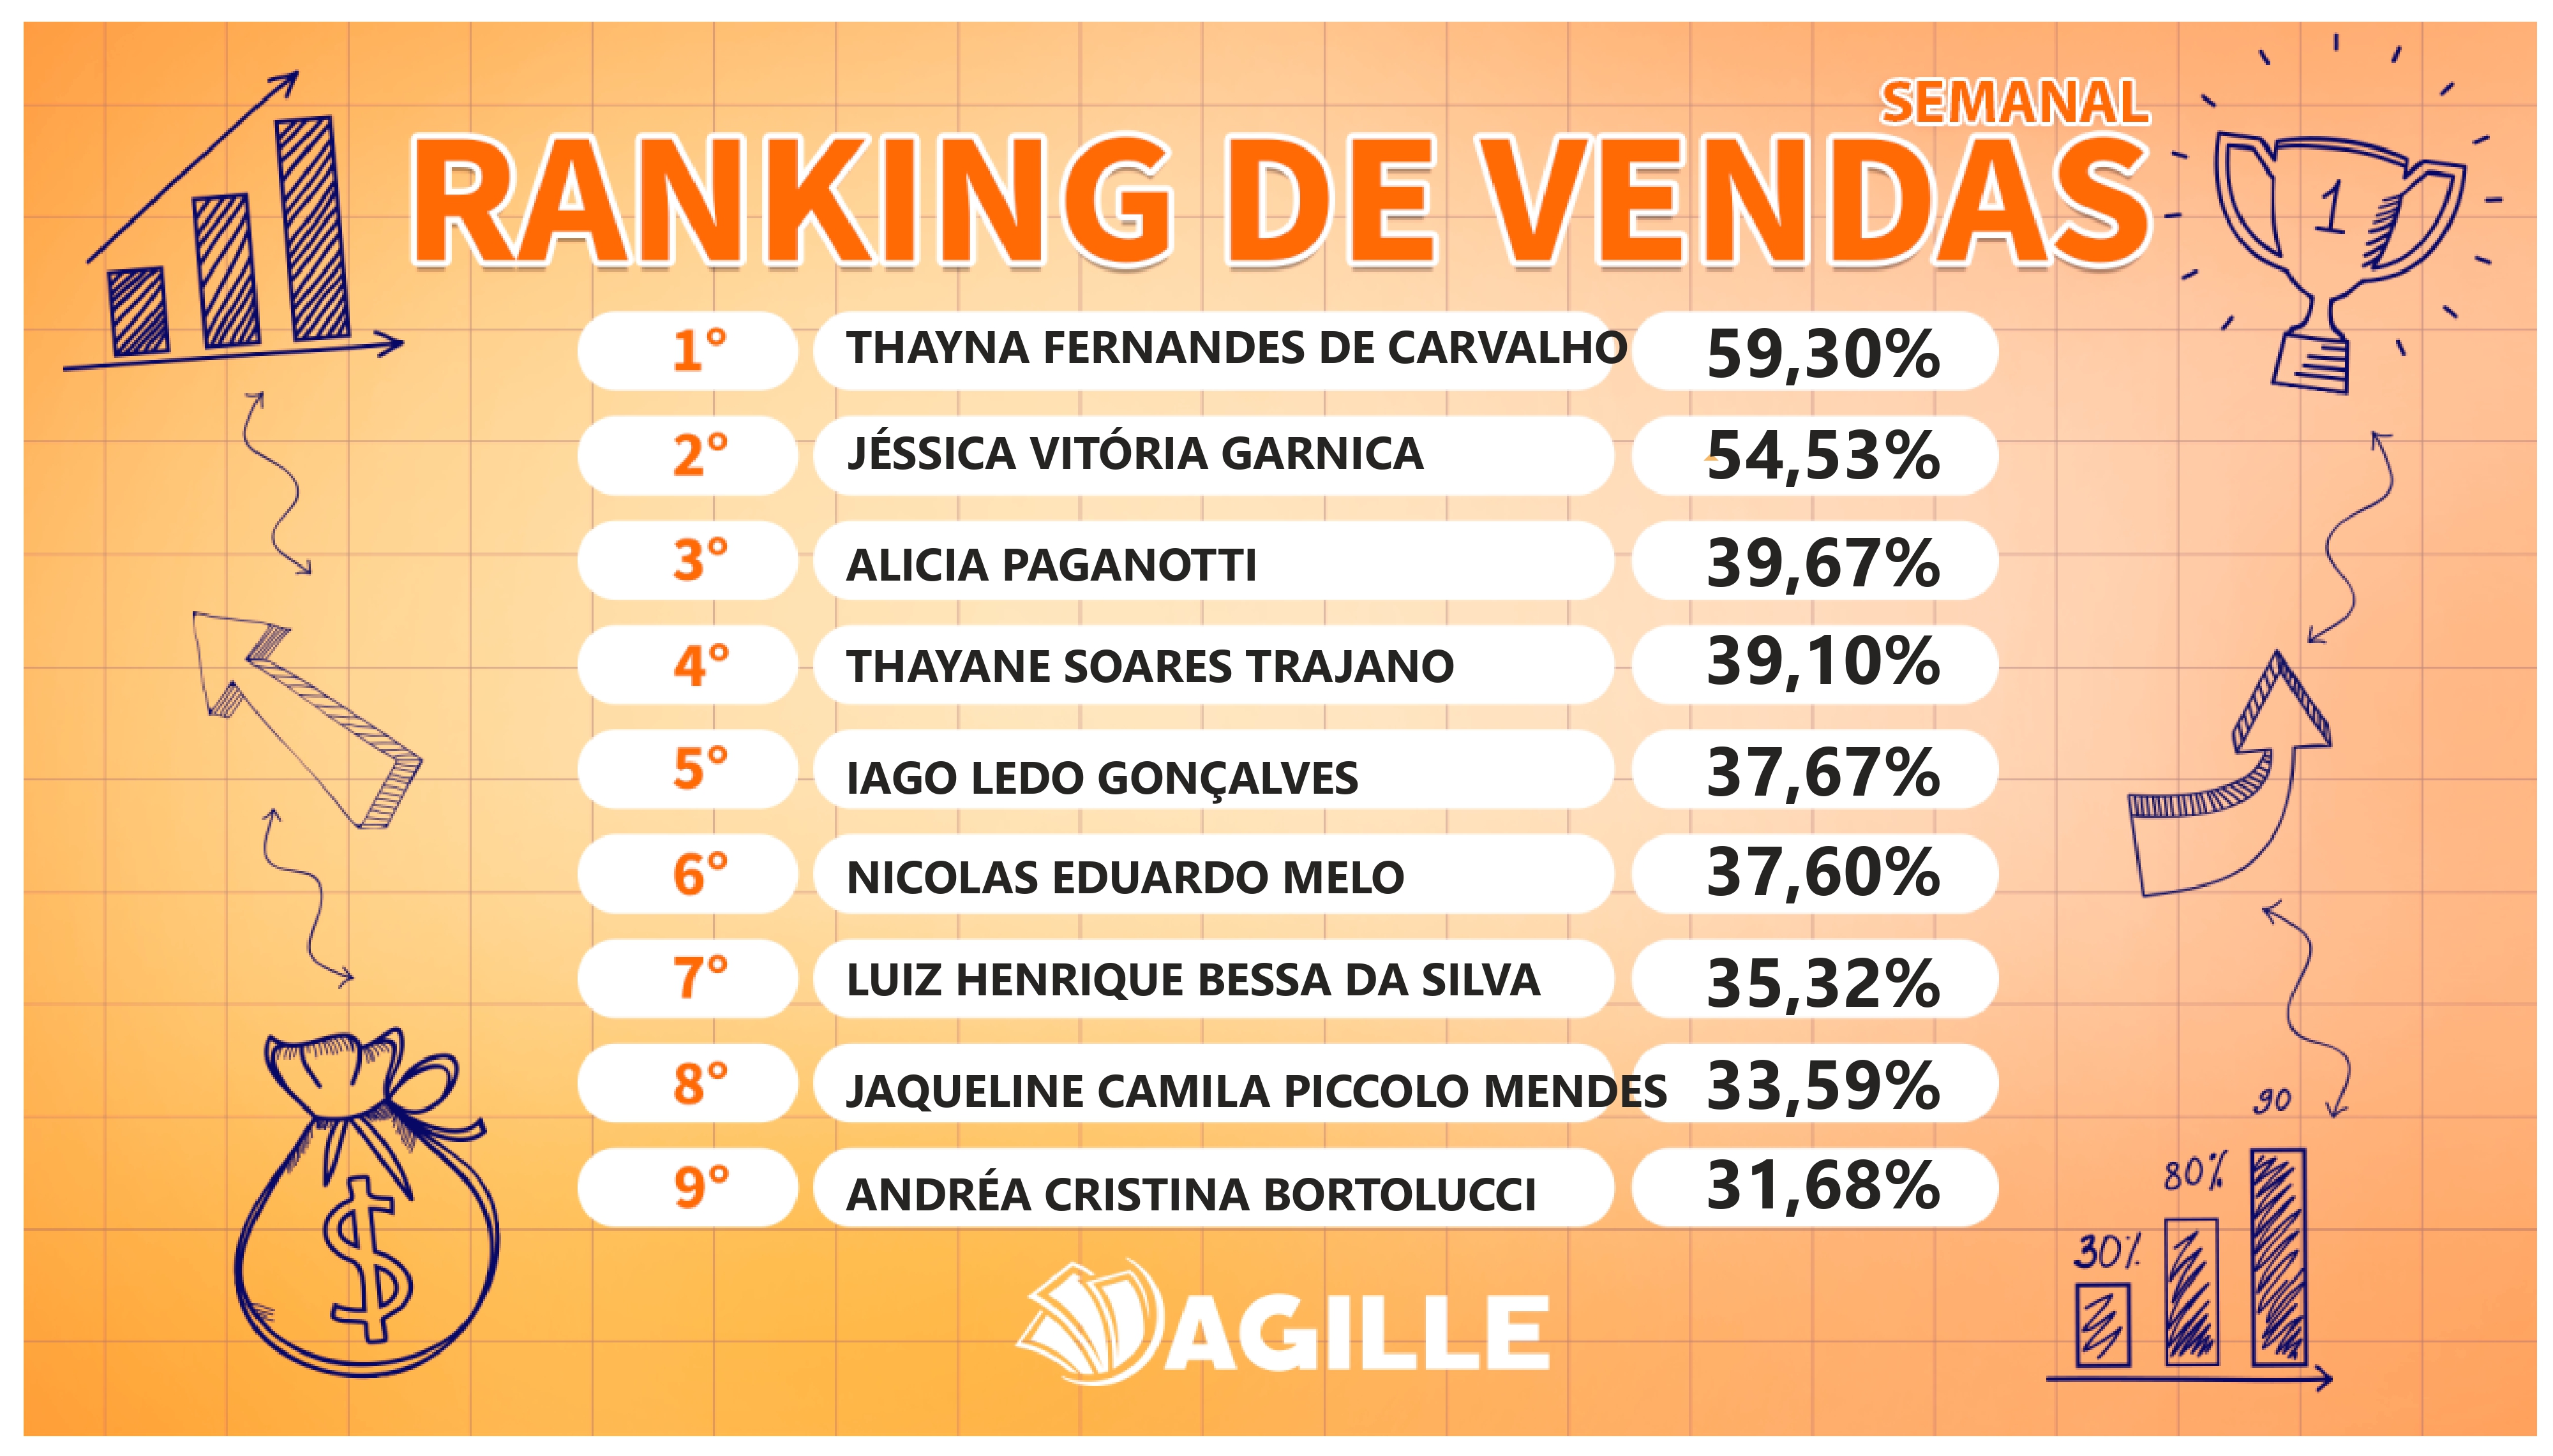 SEMANAL
RANKING DE VENDAS
1
1° THAYNA FERNANDES DE CARVALHO 59,30%
2° JÉSSICA VITÓRIA GARNICA 54,53%
3° ALICIA PAGANOTTI 39,67%
4° THAYANE SOARES TRAJANO 39,10%
5° IAGO LEDO GONÇALVES 37,67%
6° NICOLAS EDUARDO MELO 37,60%
7° LUIZ HENRIQUE BESSA DA SILVA 35,32%
8° JAQUELINE CAMILA PICCOLO MENDES 33,59%
9° ANDRÉA CRISTINA BORTOLUCCI 31,68%
$
30% 80% 90
AGILLE